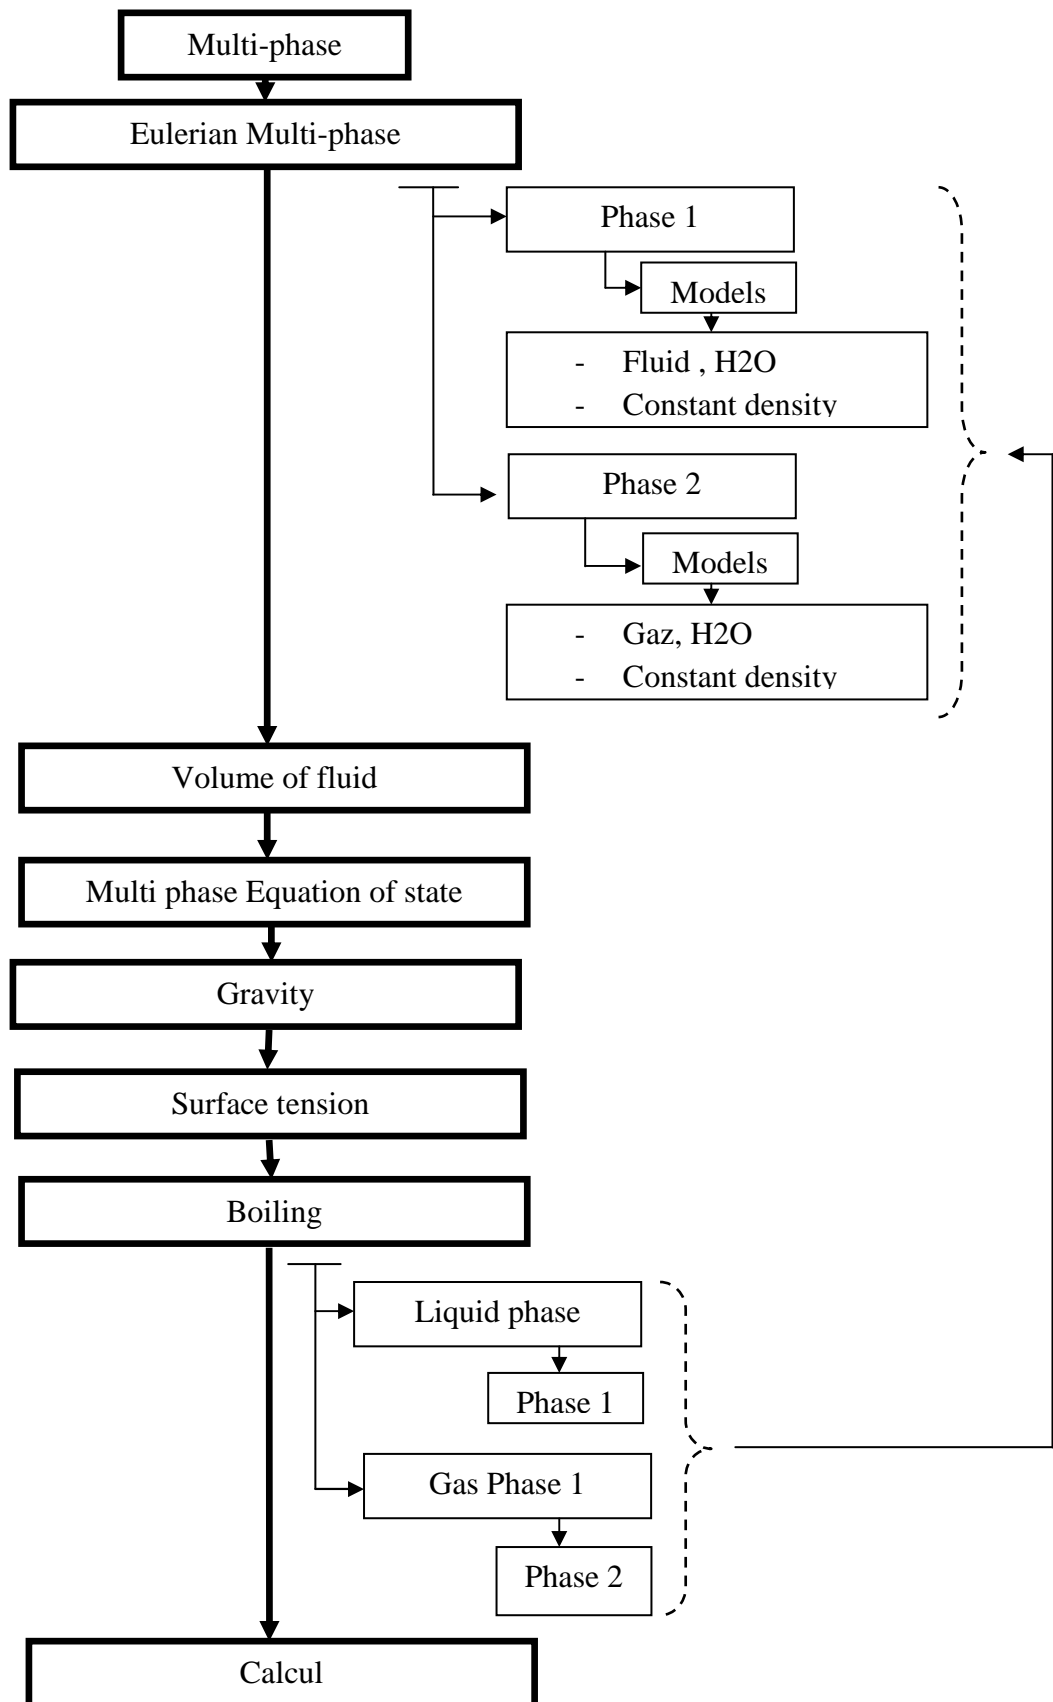 Multi-phase
Eulerian Multi-phase
Phase 1
Models
- Fluid , H2O
- Constant density
Phase 2
Models
- Gaz, H2O
- Constant density
Volume of fluid
Multi phase Equation of state
Gravity
Surface tension
Boiling
Liquid phase
Phase 1
Gas Phase 1
Phase 2
Calcul